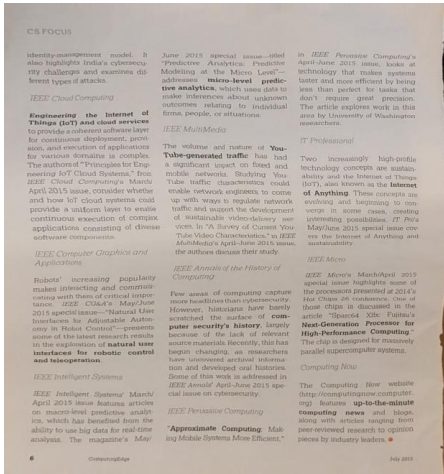 CS FOCUS
identity-management model. It
also highlights India's cybersecu-
rity challenges and examines dif-
ferent types of attacks.
IEEE Cloud Computing
Engineering the Internet of
Things (IoT) and cloud services
to provide a coherent software layer
for continuous deployment, provi-
sion, and execution of applications
for various domains is complex.
The authors of "Principles for Engi-
neering IoT Cloud Systems," from
IEEE Cloud Computing's March/
April 2015 issue, consider whether
and how IoT cloud systems could
provide a uniform layer to enable
continuous execution of complex
applications consisting of diverse
software components.
IEEE Computer Graphics and
Applications
Robots' increasing popularity
makes interacting and communi-
cating with them of critical impor-
tance. IEEE CG&A's May/June
2015 special issue—"Natural User
Interfaces for Adjustable Auton-
omy in Robot Control"—presents
some of the latest research results
in the exploration of natural user
interfaces for robotic control
and teleoperation.
IEEE Intelligent Systems
IEEE Intelligent Systems' March/
April 2015 issue features articles
on macro-level predictive analyt-
ics, which has benefited from the
ability to use big data for real-time
analysis. The magazine's May/
June 2015 special issue—titled
"Predictive Analytics: Predictive
Modeling at the Micro Level"—
addresses micro-level predic-
tive analytics, which uses data to
make inferences about unknown
outcomes relating to individual
firms, people, or situations.
IEEE MultiMedia
The volume and nature of You-
Tube-generated traffic has had
a significant impact on fixed and
mobile networks. Studying You-
Tube traffic characteristics could
enable network engineers to come
up with ways to regulate network
traffic and support the development
of sustainable video-delivery ser-
vices. In "A Survey of Current You-
Tube Video Characteristics," in IEEE
MultiMedia's April–June 2015 issue,
the authors discuss their study.
IEEE Annals of the History of
Computing
Few areas of computing capture
more headlines than cybersecurity.
However, historians have barely
scratched the surface of com-
puter security's history, largely
because of the lack of relevant
source materials. Recently, this has
begun changing, as researchers
have uncovered archival informa-
tion and developed oral histories.
Some of this work is addressed in
IEEE Annals' April–June 2015 spe-
cial issue on cybersecurity.
IEEE Pervasive Computing
"Approximate Computing: Mak-
ing Mobile Systems More Efficient,"
in IEEE Pervasive Computing's
April–June 2015 issue, looks at
technology that makes systems
faster and more efficient by being
less than perfect for tasks that
don't require great precision.
The article explores work in this
area by University of Washington
researchers.
IT Professional
Two increasingly high-profile
technology concepts are sustain-
ability and the Internet of Things
(IoT), also known as the Internet
of Anything. These concepts are
evolving and beginning to con-
verge in some cases, creating
interesting possibilities. IT Pro's
May/June 2015 special issue cov-
ers the Internet of Anything and
sustainability.
IEEE Micro
IEEE Micro's March/April 2015
special issue highlights some of
the processors presented at 2014's
Hot Chips 26 conference. One of
those chips is discussed in the
article "Sparc64 XIfx: Fujitsu's
Next-Generation Processor for
High-Performance Computing."
The chip is designed for massively
parallel supercomputer systems.
Computing Now
The Computing Now website
(http://computingnow.computer.
org) features up-to-the-minute
computing news and blogs,
along with articles ranging from
peer-reviewed research to opinion
pieces by industry leaders.
6
ComputingEdge
July 2015